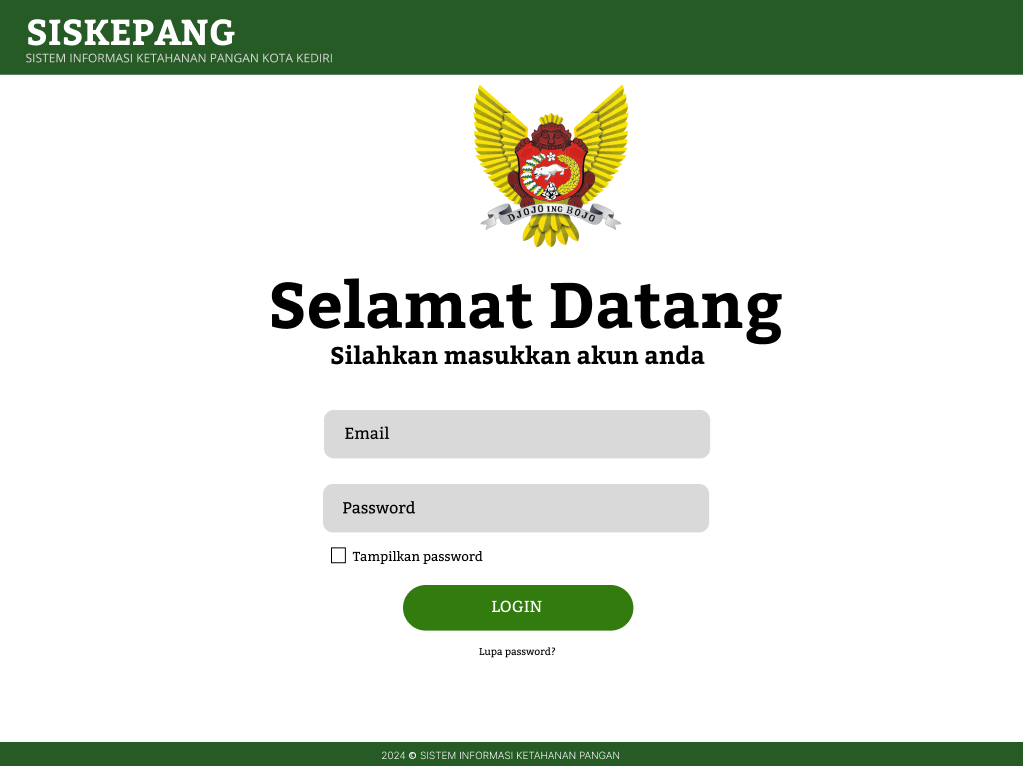 SISKEPANG
SISTEM INFORMASI KETAHANAN PANGAN KOTA KEDIRI
DJOJO ING BOJO
Selamat Datang
Silahkan masukkan akun anda
Email
Password
Tampilkan password
LOGIN
Lupa password?
2024 © SISTEM INFORMASI KETAHANAN PANGAN